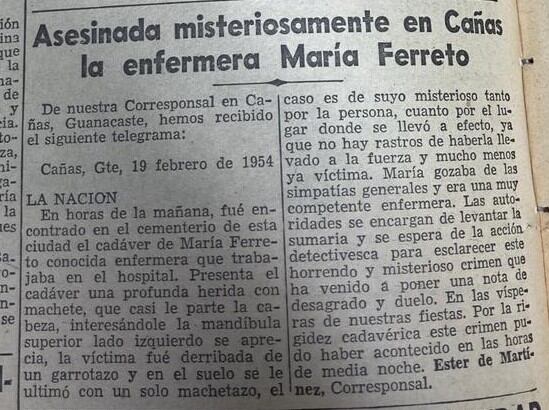 Asesinada misteriosamente en Cañas
la enfermera María Ferreto
De nuestra Corresponsal en Ca-
ñas, Guanacaste, hemos recibido
el siguiente telegrama:
Cañas, Gte, 19 febrero de 1954
LA NACION
En horas de la mañana, fué en-
contrado en el cementerio de esta
ciudad el cadáver de María Ferre-
to conocida enfermera que traba-
jaba en el hospital. Presenta el
cadáver una profunda herida con
machete, que casi le parte la ca-
beza, interesándole la mandíbula
superior lado izquierdo se apre-
cia, la víctima fué derribada de
un garrotazo y en el suelo se le
ultimó con un solo machetazo, el
caso es de suyo misterioso tanto
por la persona, cuanto por el lu-
gar donde se llevó a efecto, ya
que no hay rastros de haberla lle-
vado a la fuerza y mucho menos
ya víctima. María gozaba de las
simpatías generales y era una muy
competente enfermera. Las auto-
ridades se encargan de levantar la
sumaria y se espera de la acción
detectivesca para esclarecer este
horrendo y misterioso crimen que
ha venido a poner una nota de
desagrado y duelo. En las víspe-
ras de nuestras fiestas. Por la ri-
gidez cadavérica este crimen pu-
do haber acontecido en las horas
de media noche. Ester de Martí-
nez, Corresponsal.